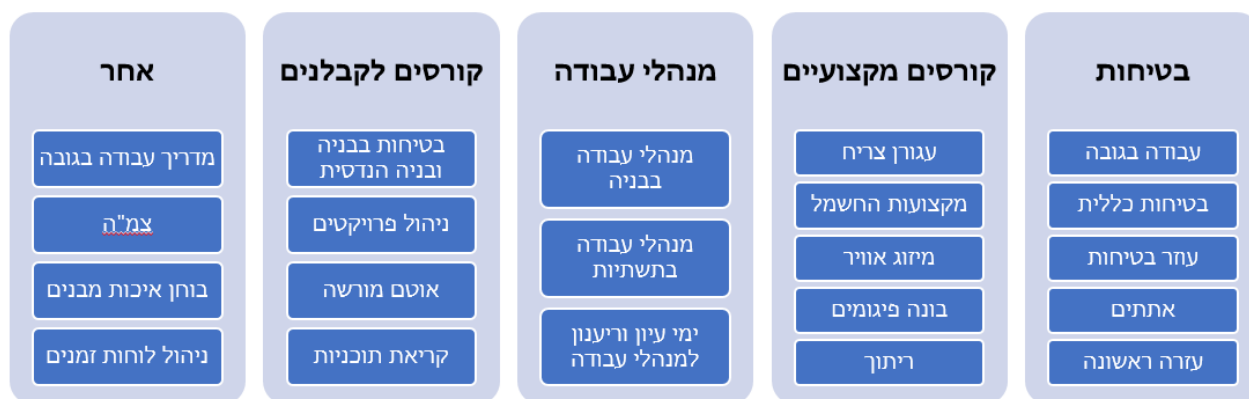 בטיחות
עבודה בגובה
בטיחות כללית
עוזר בטיחות
אתתים
עזרה ראשונה
קורסים מקצועיים
עגורן צריח
מקצועות החשמל
מיזוג אוויר
בונה פיגומים
ריתוך
מנהלי עבודה
מנהלי עבודה
בבניה
מנהלי עבודה
בתשתיות
ימי עיון וריענון
למנהלי עבודה
קורסים לקבלנים
בטיחות בבניה
ובניה הנדסית
ניהול פרויקטים
אוטם מורשה
קריאת תוכניות
אחר
מדריך עבודה בגובה
צמ"ה
בוחן איכות מבנים
ניהול לוחות זמנים